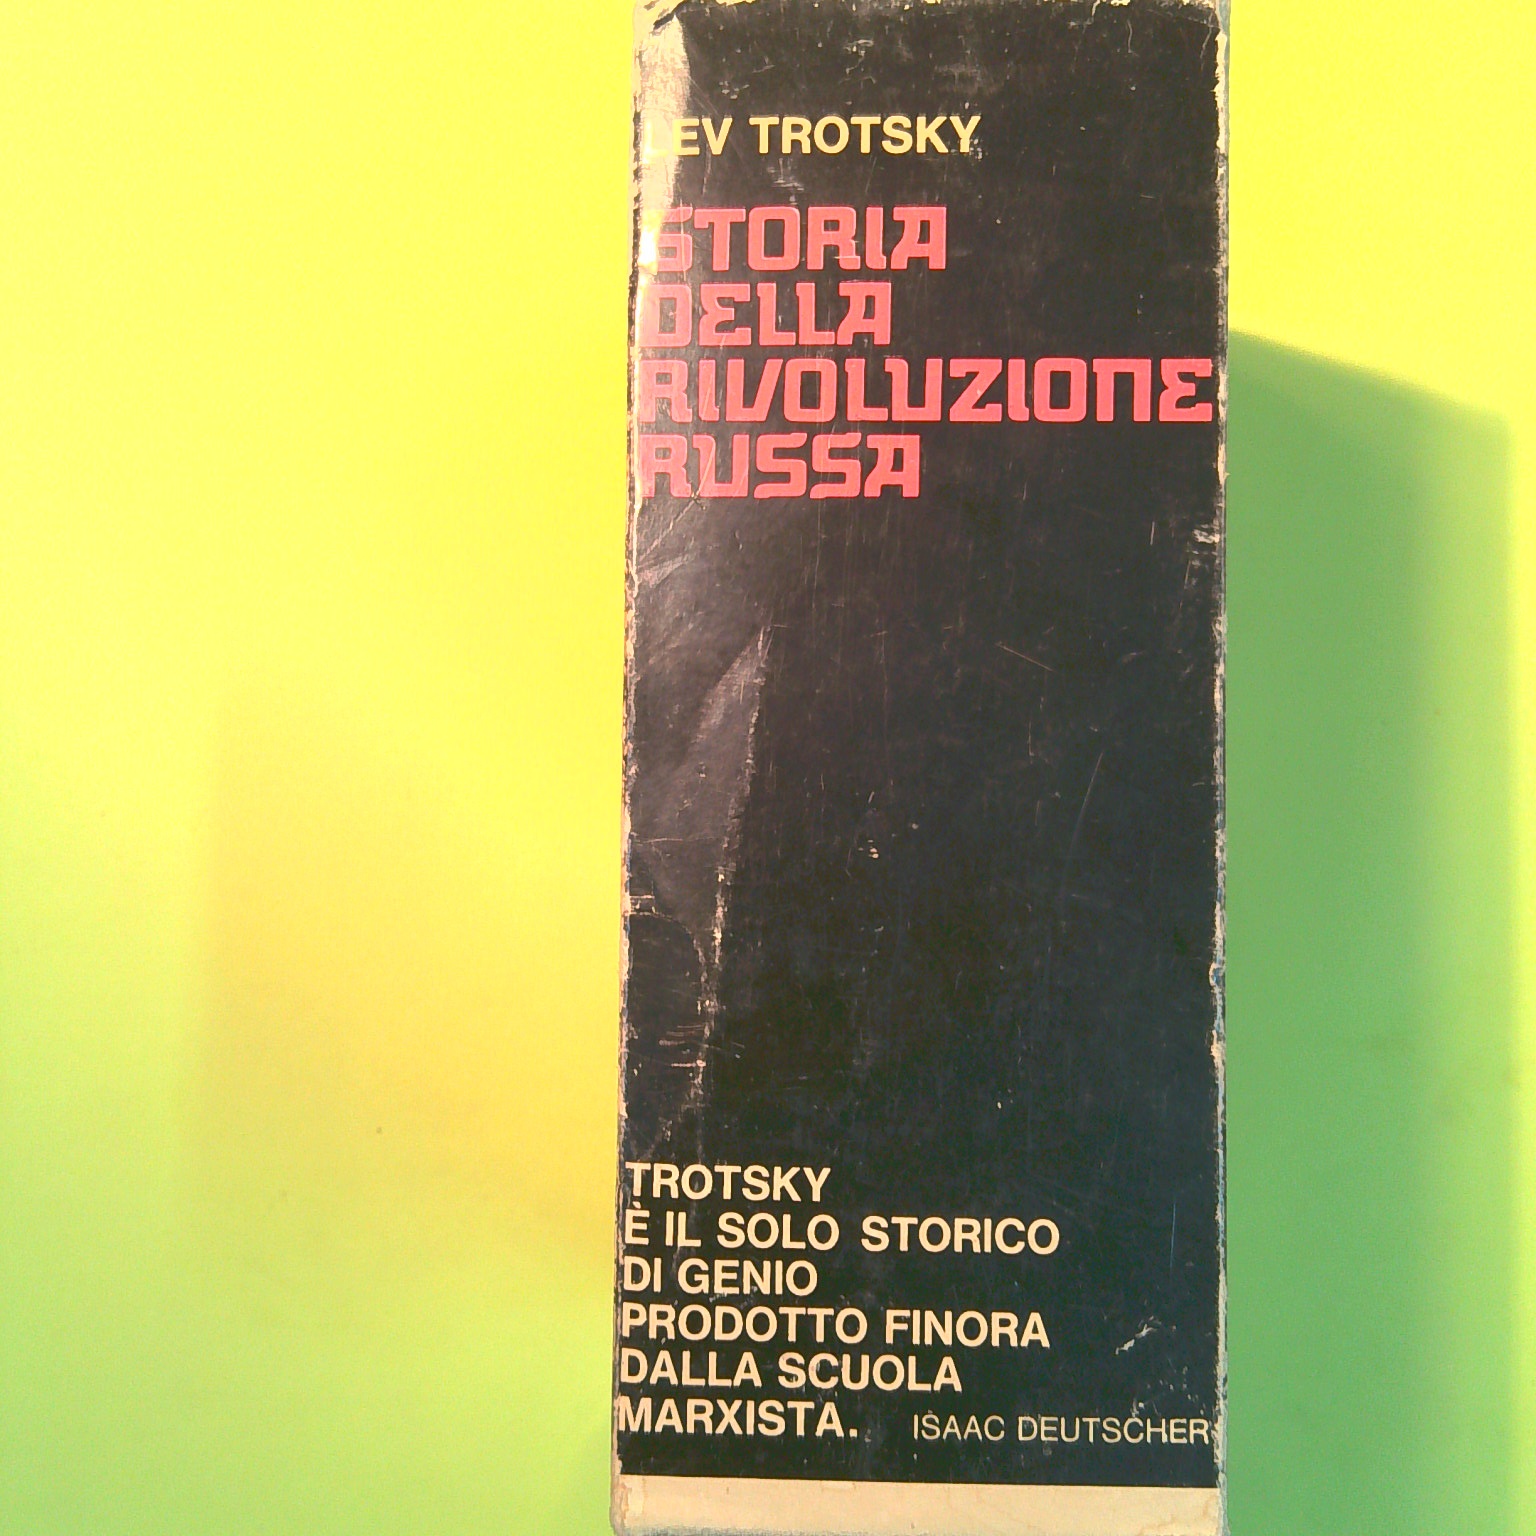 LEV TROTSKY
STORIA
DELLA
RIVOLUZIONE
RUSSA
TROTSKY
È IL SOLO STORICO
DI GENIO
PRODOTTO FINORA
DALLA SCUOLA
MARXISTA. ISAAC DEUTSCHER